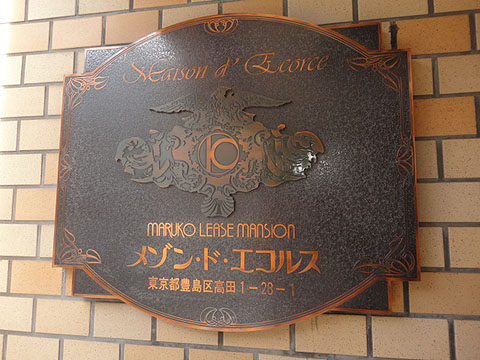 Maison d' Ecorce
MARUKO LEASE MANSION
メゾン・ド・エコルス
東京都豊島区高田1-28-1